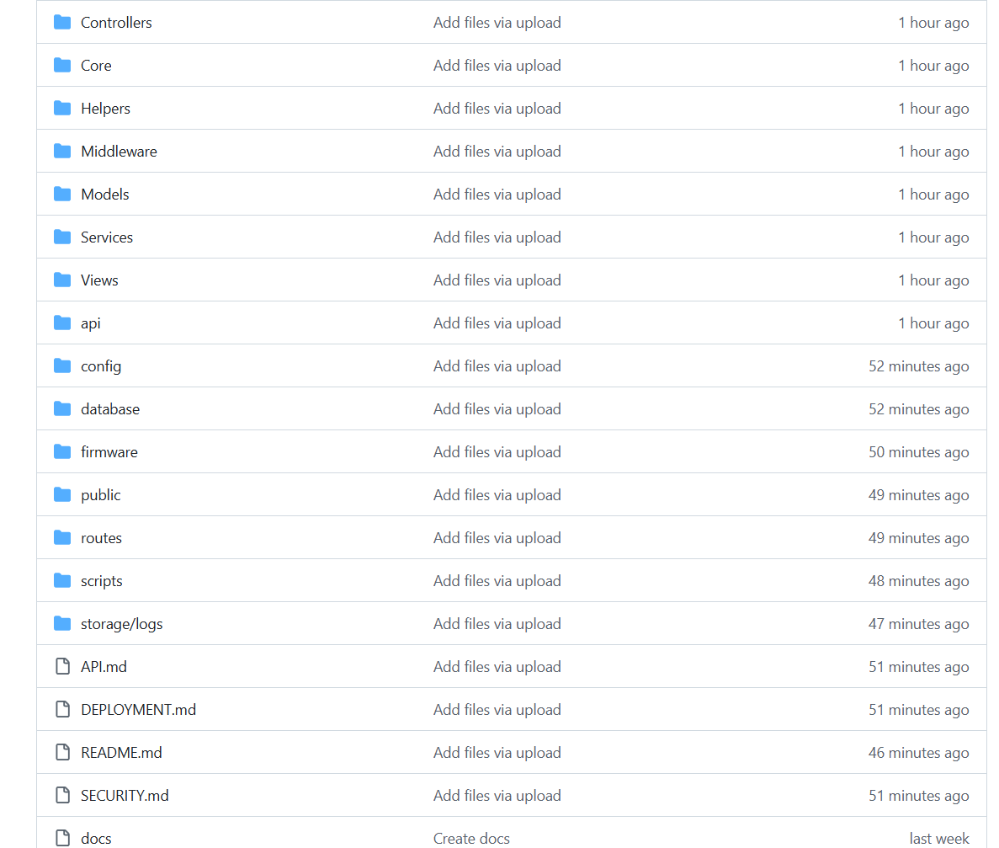 Controllers Add files via upload 1 hour ago
Core Add files via upload 1 hour ago
Helpers Add files via upload 1 hour ago
Middleware Add files via upload 1 hour ago
Models Add files via upload 1 hour ago
Services Add files via upload 1 hour ago
Views Add files via upload 1 hour ago
api Add files via upload 1 hour ago
config Add files via upload 52 minutes ago
database Add files via upload 52 minutes ago
firmware Add files via upload 50 minutes ago
public Add files via upload 49 minutes ago
routes Add files via upload 49 minutes ago
scripts Add files via upload 48 minutes ago
storage/logs Add files via upload 47 minutes ago
API.md Add files via upload 51 minutes ago
DEPLOYMENT.md Add files via upload 51 minutes ago
README.md Add files via upload 46 minutes ago
SECURITY.md Add files via upload 51 minutes ago
docs Create docs last week